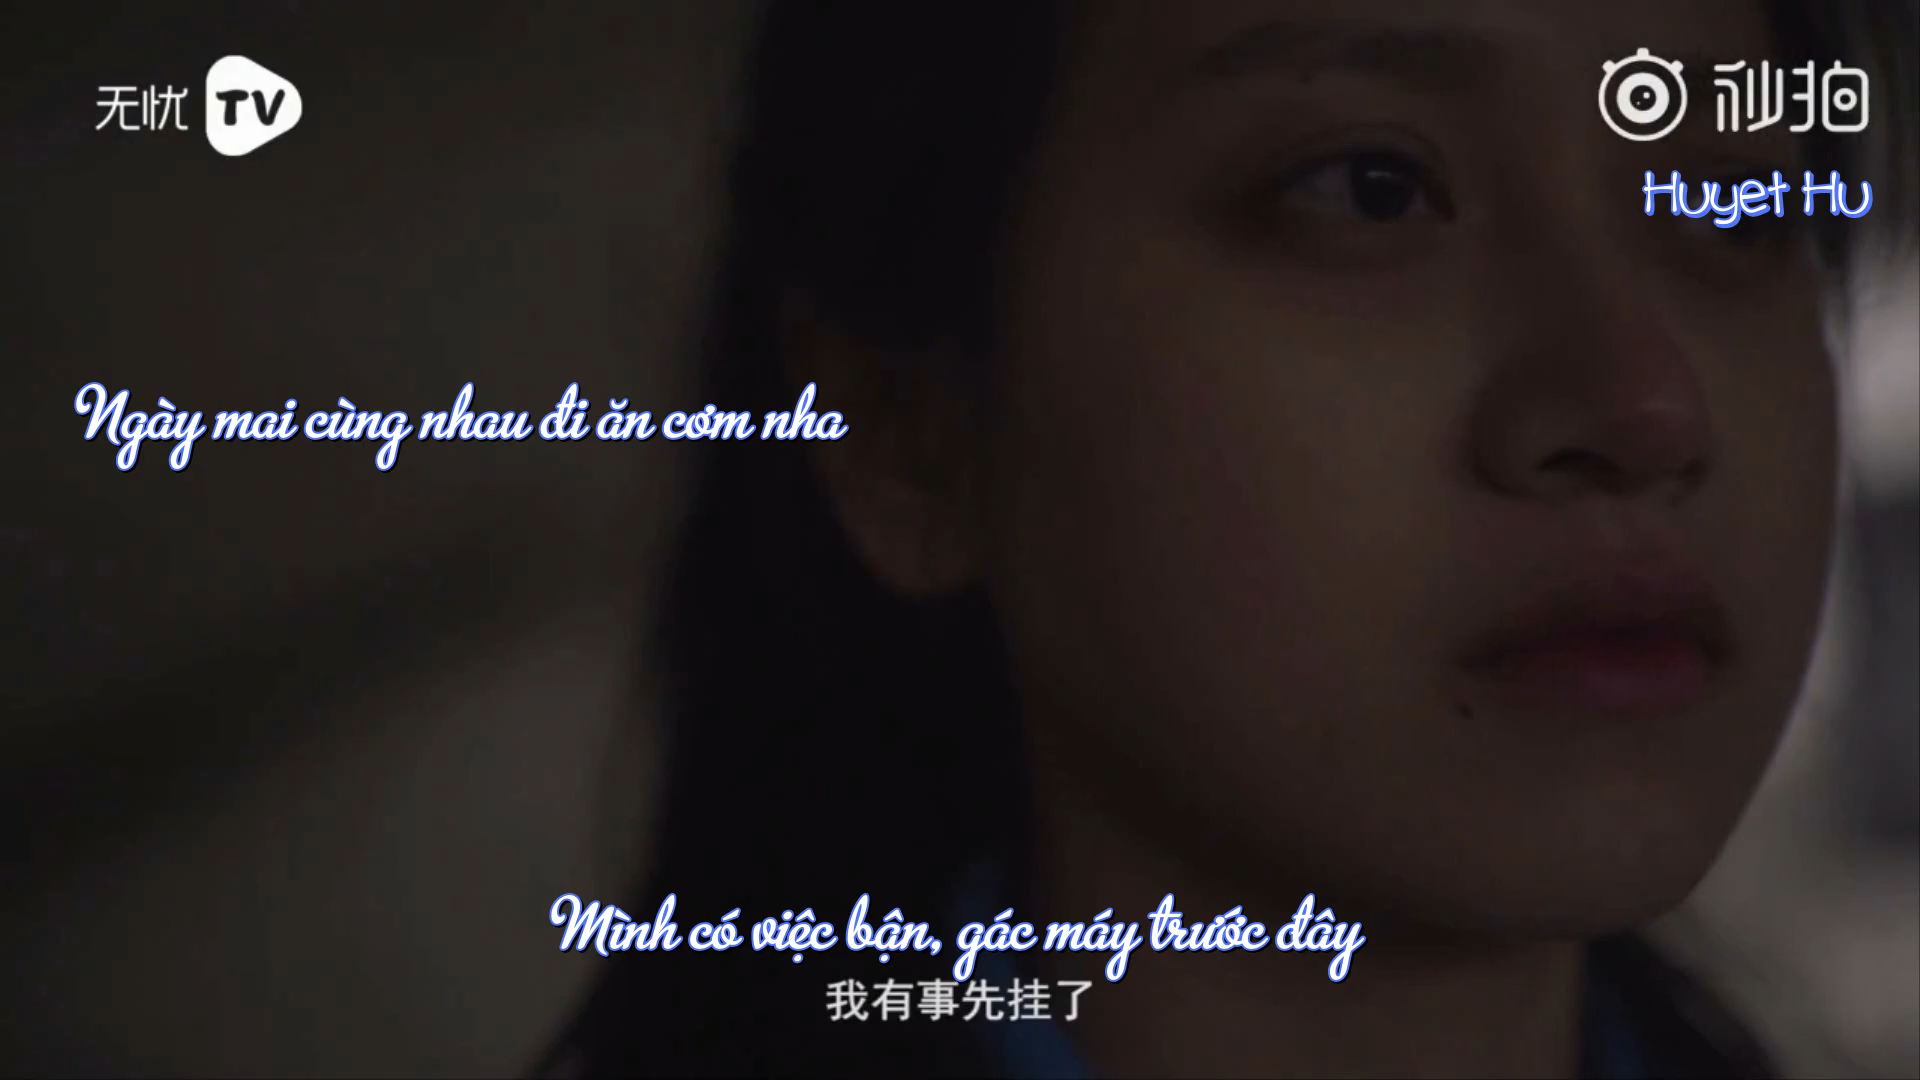 无忧 TV
秒拍
Huyet Hu
Ngày mai cùng nhau đi ăn cơm nha
Mình có việc bận, gác máy trước đây
我有事先挂了